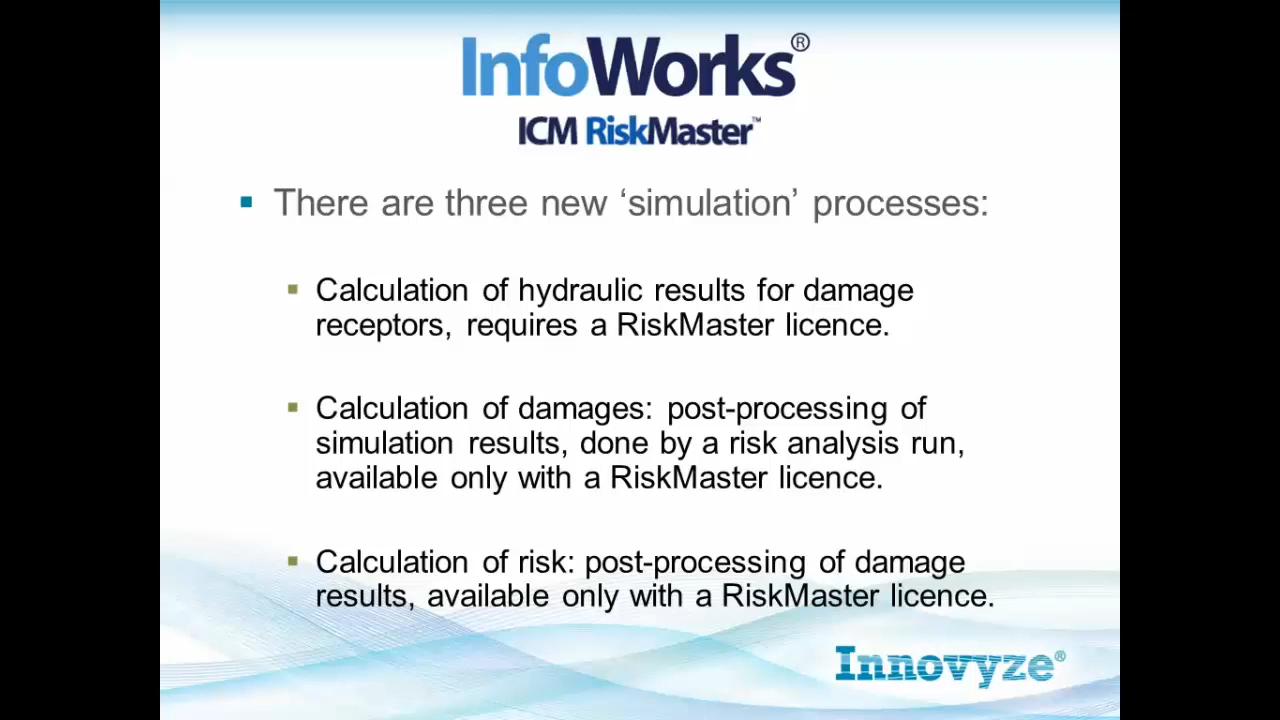 InfoWorks®
ICM RiskMaster™
▪ There are three new ‘simulation’ processes:
▪ Calculation of hydraulic results for damage
receptors, requires a RiskMaster licence.
▪ Calculation of damages: post-processing of
simulation results, done by a risk analysis run,
available only with a RiskMaster licence.
▪ Calculation of risk: post-processing of damage
results, available only with a RiskMaster licence.
Innovyze®